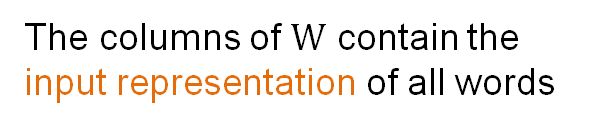 The columns of W contain the
input representation of all words